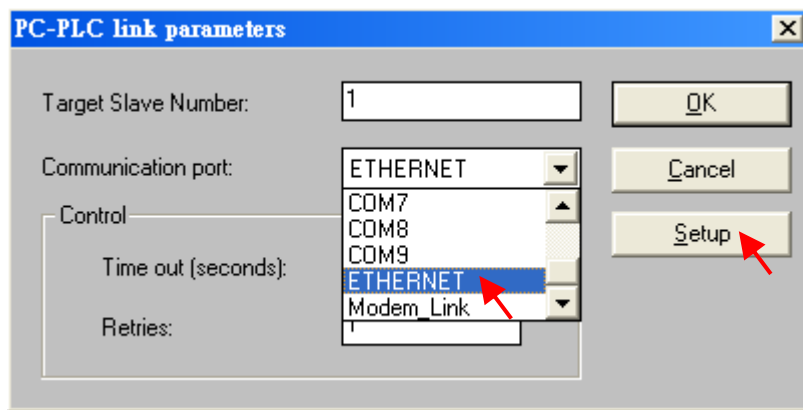 PC-PLC link parameters
Target Slave Number:
1
OK
Communication port:
ETHERNET
Cancel
COM7
COM8
COM9
ETHERNET
Modem_Link
Control
Setup
Time out (seconds):
Retries: